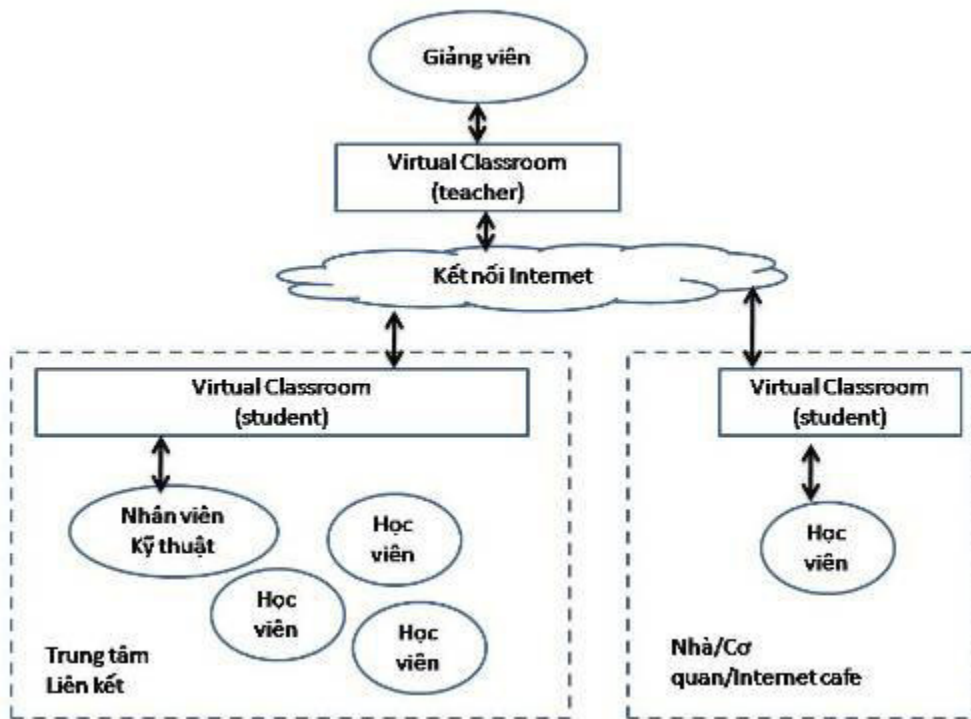 Giảng viên
Virtual Classroom
(teacher)
Kết nối Internet
Virtual Classroom
(student)
Nhân viên
Kỹ thuật
Học
viên
Học
viên
Học
viên
Trung tâm
Liên kết
Virtual Classroom
(student)
Học
viên
Nhà/Cơ
quan/Internet cafe